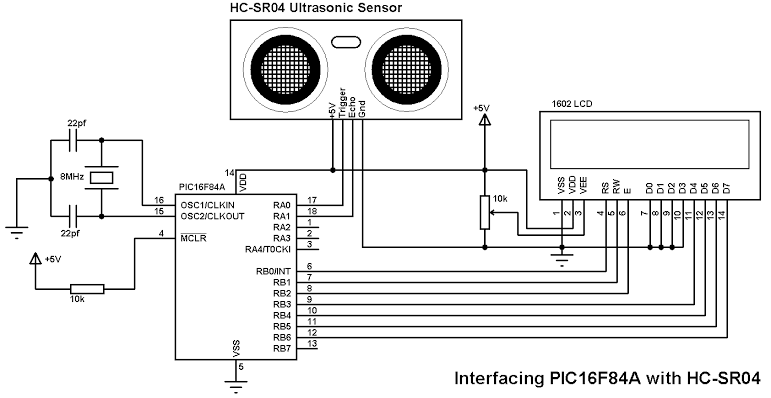 HC-SR04 Ultrasonic Sensor
+5V
Trigger
Echo
Gnd
+5V
1602 LCD
22pf
8MHz
22pf
14
VDD
PIC16F84A
16 OSC1/CLKIN
15 OSC2/CLKOUT
4 MCLR
RA0 17
RA1 18
RA2 1
RA3 2
RA4/T0CKI 3
RB0/INT 6
RB1 7
RB2 8
RB3 9
RB4 10
RB5 11
RB6 12
RB7 13
VSS
5
+5V
10k
10k
VSS VDD VEE RS RW E D0 D1 D2 D3 D4 D5 D6 D7
1 2 3 4 5 6 7 8 9 10 11 12 13 14
Interfacing PIC16F84A with HC-SR04